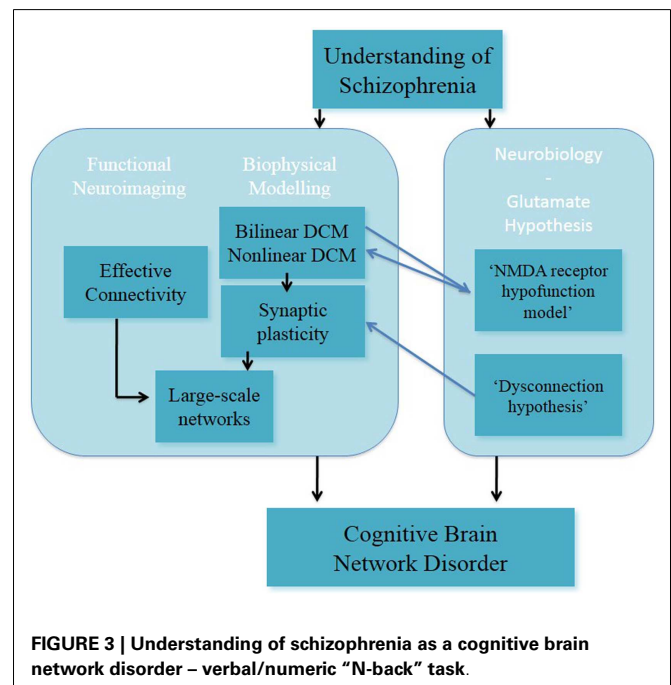 Understanding of
Schizophrenia
Functional
Neuroimaging
Biophysical
Modelling
Bilinear DCM
Nonlinear DCM
Effective
Connectivity
Synaptic
plasticity
Large-scale
networks
Neurobiology
-
Glutamate
Hypothesis
‘NMDA receptor
hypofunction
model’
‘Dysconnection
hypothesis’
Cognitive Brain
Network Disorder
FIGURE 3 | Understanding of schizophrenia as a cognitive brain
network disorder – verbal/numeric “N-back” task.